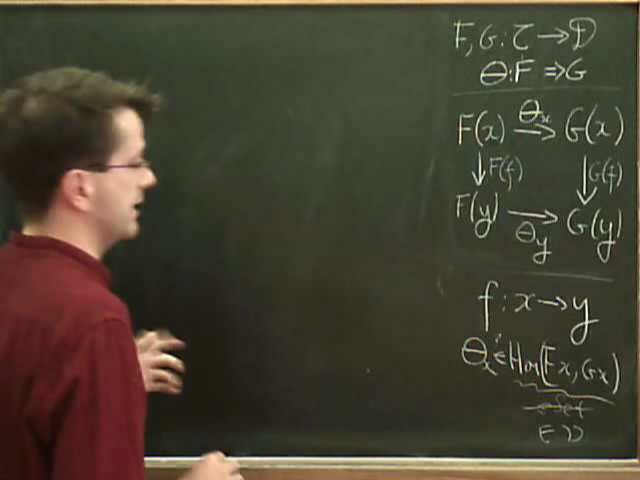 F, G : C → D
Θ : F ⇒ G
F(x) →Θx G(x)
↓ F(f) ↓ G(f)
F(y) →Θy G(y)
f : x → y
Θx ∈ Hom(Fx, Gx)
∈ D